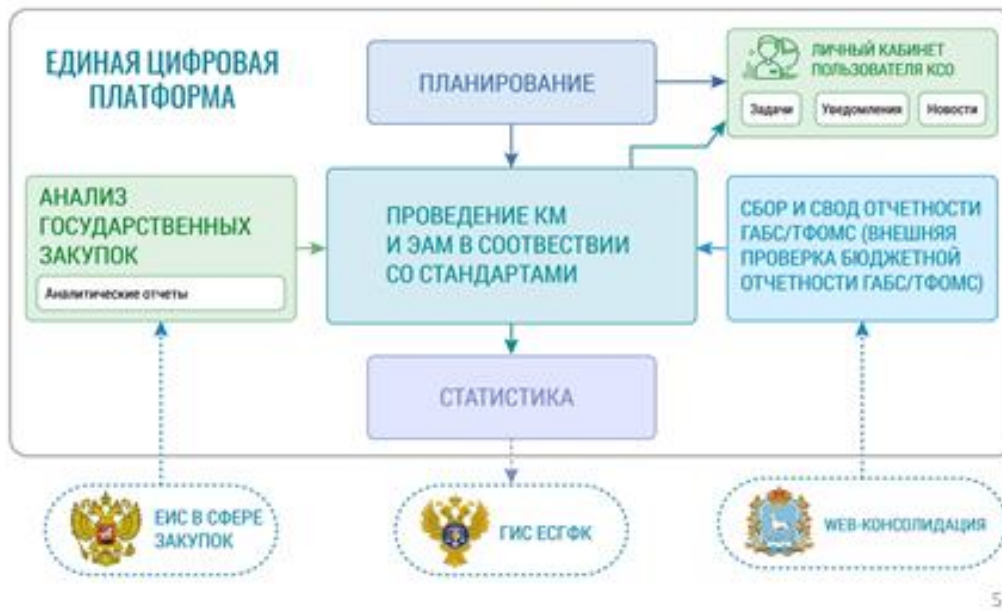 ЕДИНАЯ ЦИФРОВАЯ
ПЛАТФОРМА
ПЛАНИРОВАНИЕ
ЛИЧНЫЙ КАБИНЕТ
ПОЛЬЗОВАТЕЛЯ КСО
Задачи
Уведомления
Новости
АНАЛИЗ
ГОСУДАРСТВЕННЫХ
ЗАКУПОК
Аналитические отчеты
ПРОВЕДЕНИЕ КМ
И ЭАМ В СООТВЕСТВИИ
СО СТАНДАРТАМИ
СБОР И СВОД ОТЧЕТНОСТИ
ГАБС/ТФОМС (ВНЕШНЯЯ
ПРОВЕРКА БЮДЖЕТНОЙ
ОТЧЕТНОСТИ ГАБС/ТФОМС)
СТАТИСТИКА
ЕИС В СФЕРЕ
ЗАКУПОК
ГИС ЕСГФК
WEB-КОНСОЛИДАЦИЯ
5